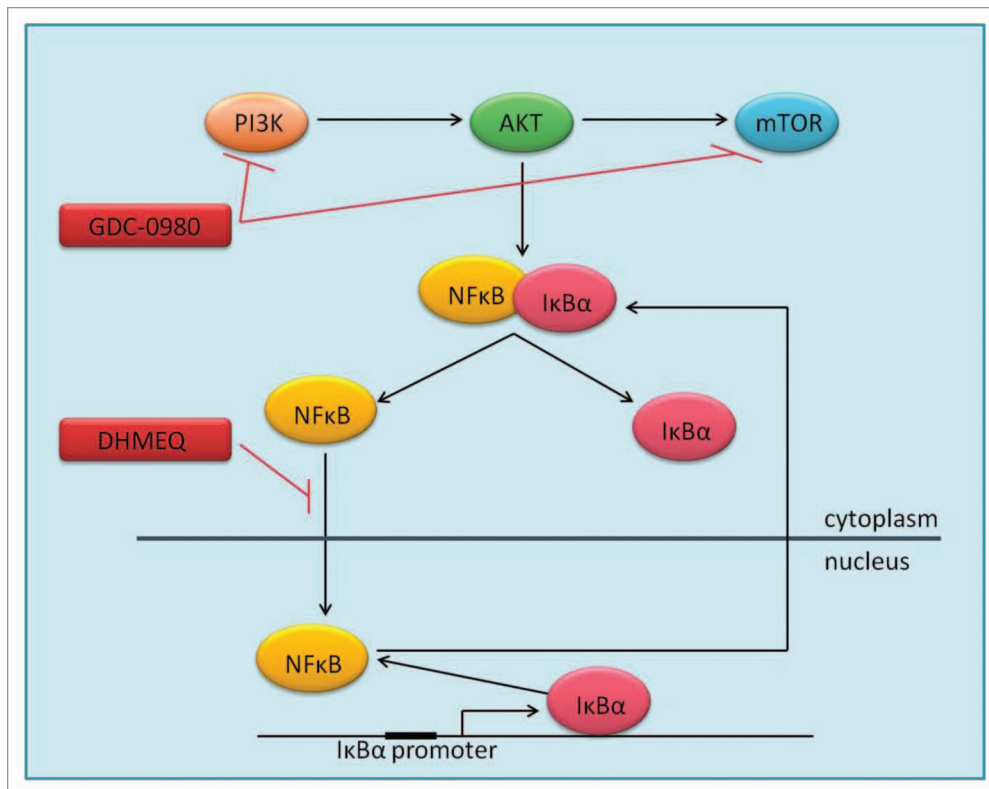 PI3K
AKT
mTOR
GDC-0980
NFκB
IκBα
NFκB
IκBα
DHMEQ
cytoplasm
nucleus
NFκB
IκBα
IκBα promoter